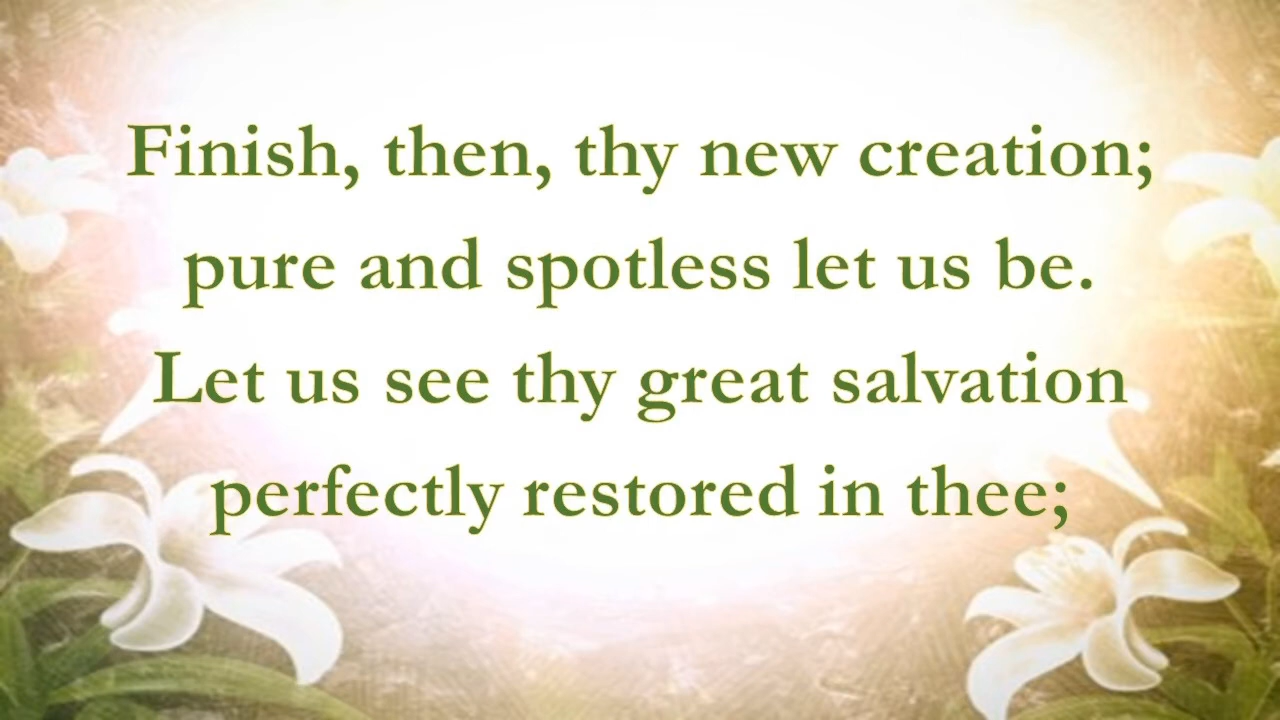 Finish, then, thy new creation;
pure and spotless let us be.
Let us see thy great salvation
perfectly restored in thee;